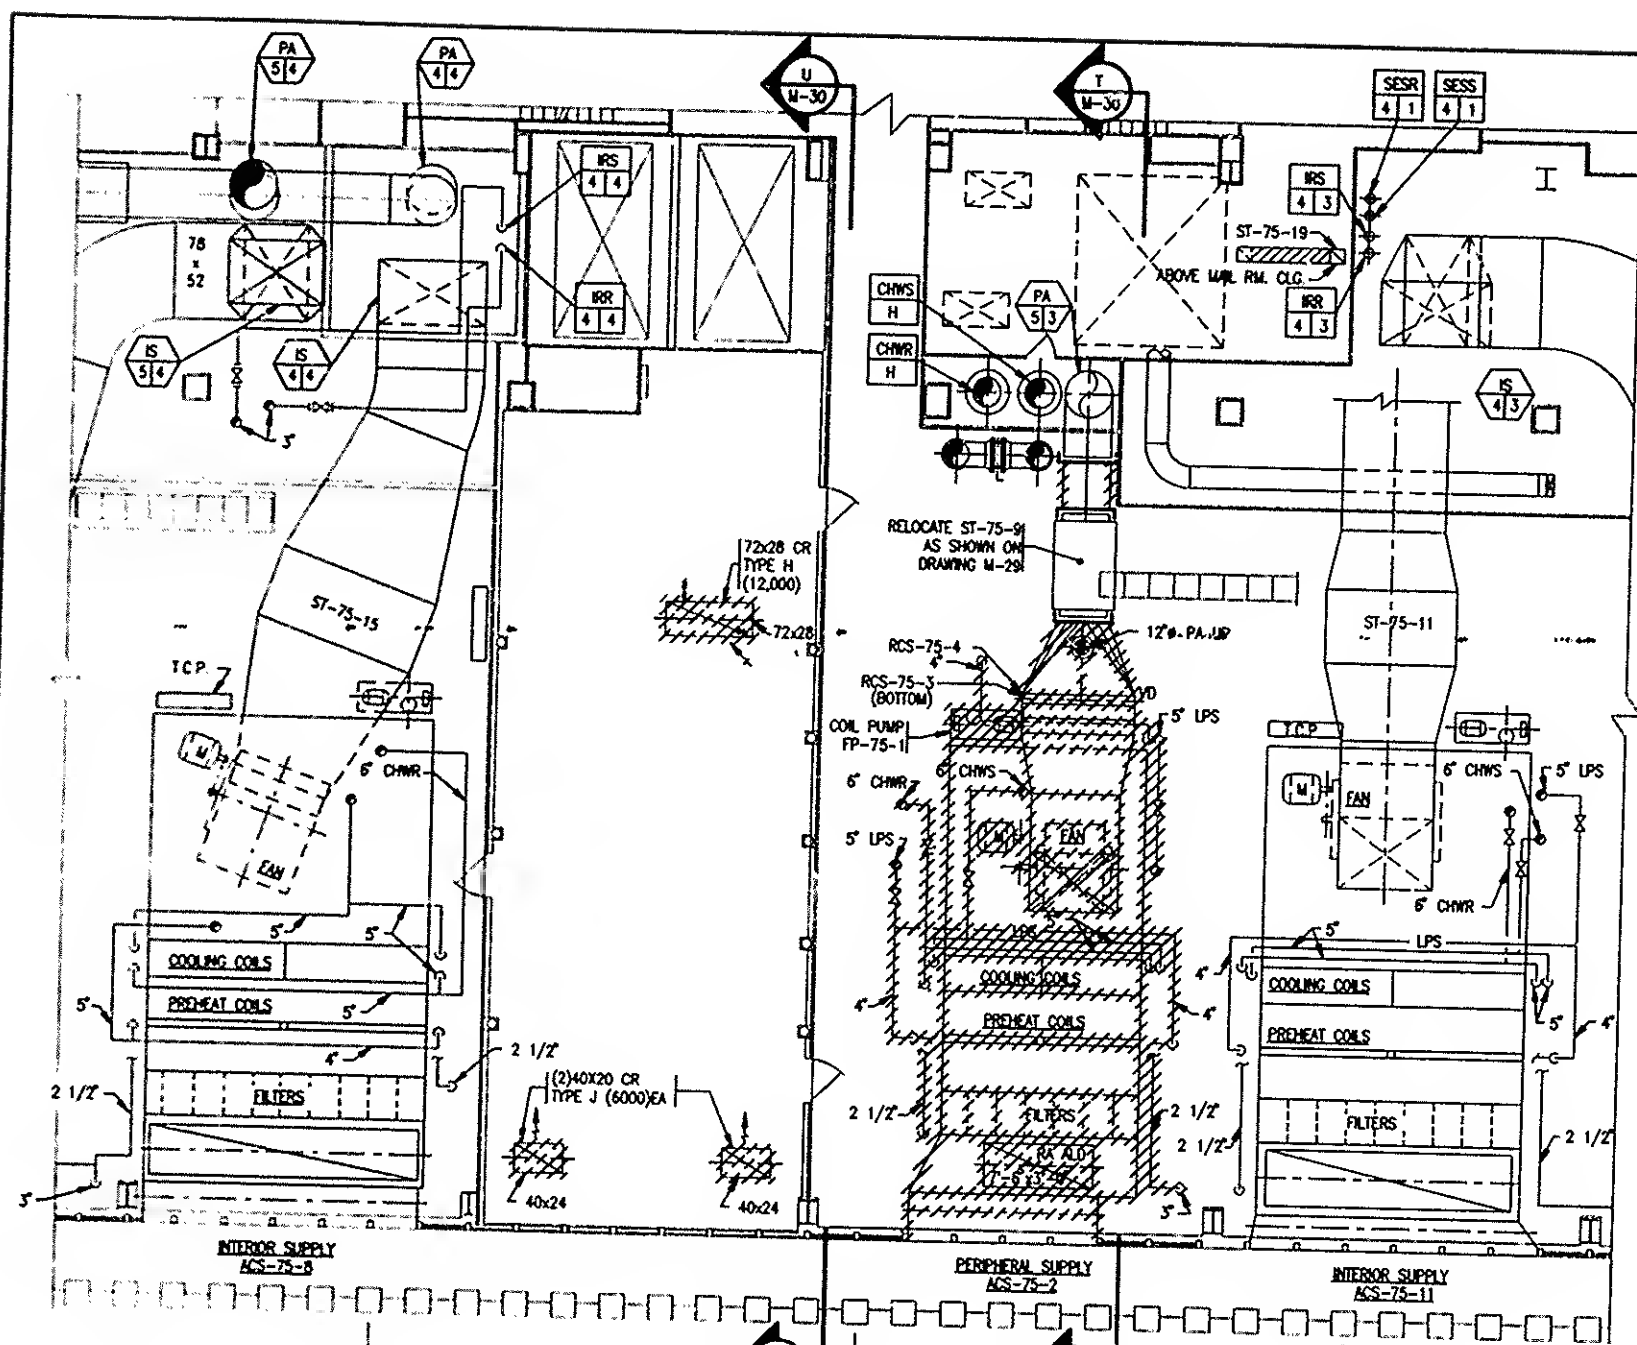 PA
5 4
PA
4 4
U
M-30
T
M-30
SESR
4 1
SESS
4 1
IRS
4 4
IRS
4 3
78
x
52
ST-75-19
ABOVE MAIL RM. CLG.
IRR
4 4
CHWS
H
PA
5 3
IRR
4 3
IS
5 4
IS
4 4
CHWR
H
IS
4 3
3"
RELOCATE ST-75-9
AS SHOWN ON
DRAWING M-29
72x28 CR
TYPE H
(12,000)
72x28
ST-75-15
ST-75-11
12"ø PA UP
RCS-75-4
4"
RCS-75-3
(BOTTOM)
VD
T.C.P.
COIL PUMP
FP-75-1
5" LPS
T.C.P.
M
6" CHWR
6" CHWR
6" CHWS
6" CHWS
5" LPS
M
FAN
5" LPS
M
FAN
FAN
6" CHWR
5"
5"
5"
LPS
COOLING COILS
COOLING COILS
4"
COOLING COILS
PREHEAT COILS
5"
5"
4"
PREHEAT COILS
4"
PREHEAT COILS
5"
4"
4"
2 1/2"
(2)40X20 CR
TYPE J (6000)EA
2 1/2"
FILTERS
2 1/2"
FILTERS
2 1/2"
2 1/2"
FILTERS
2 1/2"
RA ALD
3"
40x24
40x24
3"
INTERIOR SUPPLY
ACS-75-8
PERIPHERAL SUPPLY
ACS-75-2
INTERIOR SUPPLY
ACS-75-11